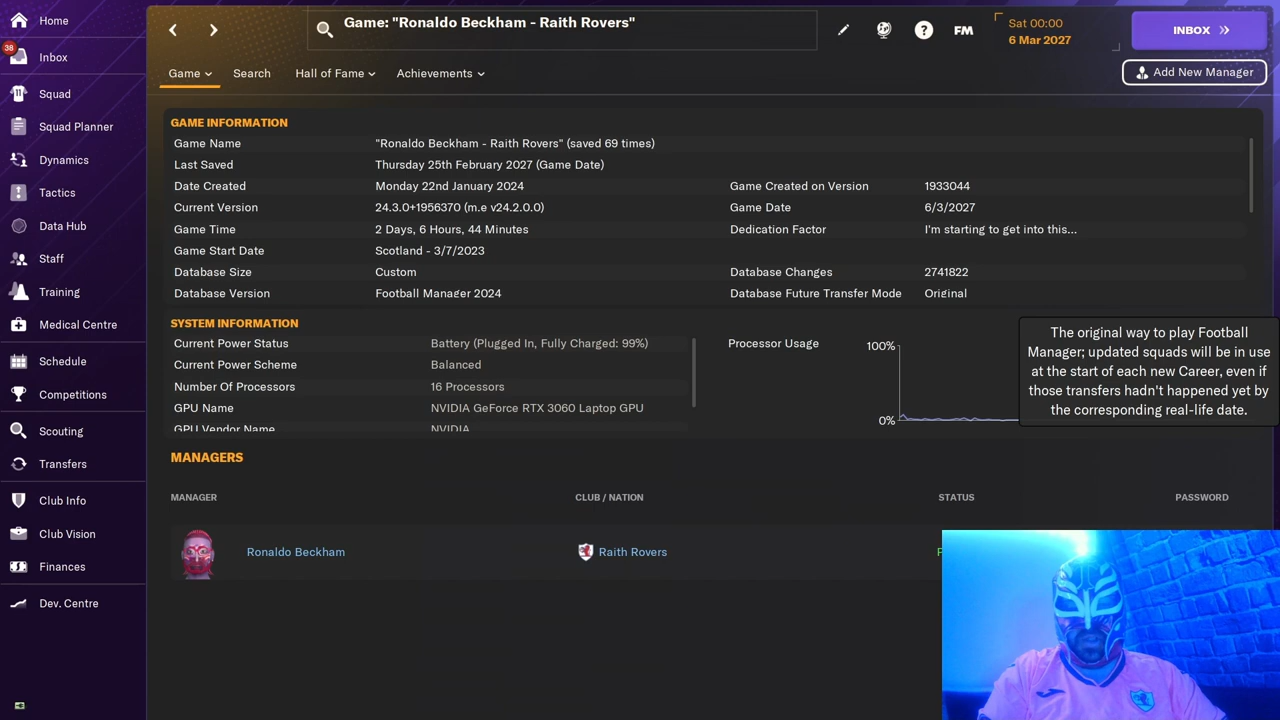 Home
38
Inbox
Squad
Squad Planner
Dynamics
Tactics
Data Hub
Staff
Training
Medical Centre
Schedule
Competitions
Scouting
Transfers
Club Info
Club Vision
Finances
Dev. Centre
Game: "Ronaldo Beckham - Raith Rovers"
?
FM
Sat 00:00
6 Mar 2027
INBOX
Game
Search
Hall of Fame
Achievements
Add New Manager
GAME INFORMATION
Game Name "Ronaldo Beckham - Raith Rovers" (saved 69 times)
Last Saved Thursday 25th February 2027 (Game Date)
Date Created Monday 22nd January 2024 Game Created on Version 1933044
Current Version 24.3.0+1956370 (m.e v24.2.0.0) Game Date 6/3/2027
Game Time 2 Days, 6 Hours, 44 Minutes Dedication Factor I'm starting to get into this...
Game Start Date Scotland - 3/7/2023
Database Size Custom Database Changes 2741822
Database Version Football Manager 2024 Database Future Transfer Mode Original
SYSTEM INFORMATION
Current Power Status Battery (Plugged In, Fully Charged: 99%)
Current Power Scheme Balanced
Number Of Processors 16 Processors
GPU Name NVIDIA GeForce RTX 3060 Laptop GPU
GPU Vendor Name NVIDIA
Processor Usage 100%
0%
The original way to play Football
Manager; updated squads will be in use
at the start of each new Career, even if
those transfers hadn't happened yet by
the corresponding real-life date.
MANAGERS
MANAGER CLUB / NATION STATUS PASSWORD
Ronaldo Beckham Raith Rovers